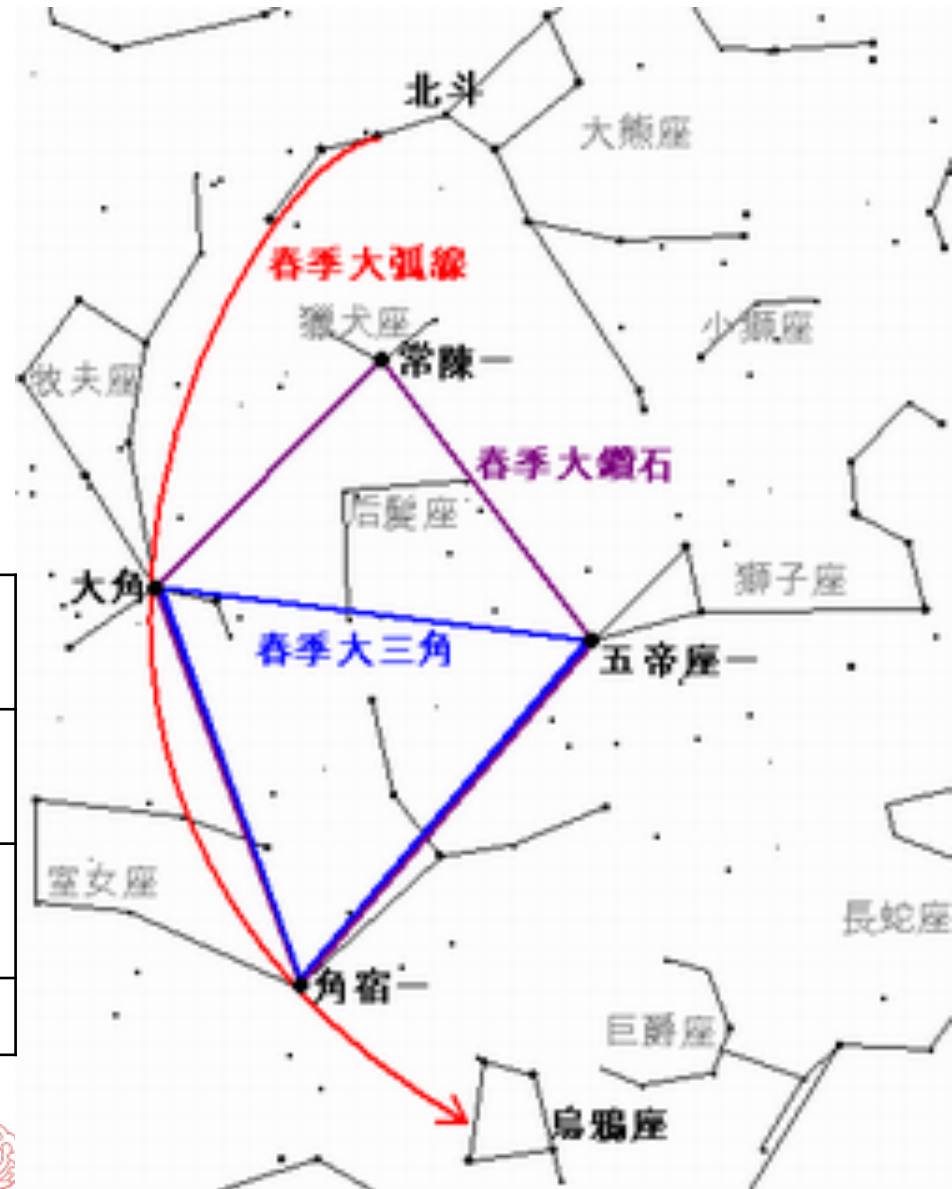 北斗
大熊座
春季大弧線
獵犬座
小獅座
常陳一
牧夫座
春季大鑽石
后髮座
獅子座
大角
春季大三角
五帝座一
室女座
長蛇座
角宿一
巨爵座
烏鴉座